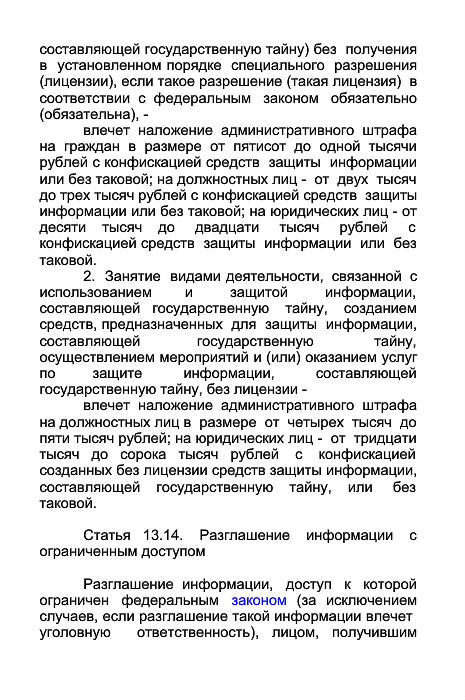 составляющей государственную тайну) без получения
в установленном порядке специального разрешения
(лицензии), если такое разрешение (такая лицензия) в
соответствии с федеральным законом обязательно
(обязательна), -
влечет наложение административного штрафа
на граждан в размере от пятисот до одной тысячи
рублей с конфискацией средств защиты информации
или без таковой; на должностных лиц - от двух тысяч
до трех тысяч рублей с конфискацией средств защиты
информации или без таковой; на юридических лиц - от
десяти тысяч до двадцати тысяч рублей с
конфискацией средств защиты информации или без
таковой.
2. Занятие видами деятельности, связанной с
использованием и защитой информации,
составляющей государственную тайну, созданием
средств, предназначенных для защиты информации,
составляющей государственную тайну,
осуществлением мероприятий и (или) оказанием услуг
по защите информации, составляющей
государственную тайну, без лицензии -
влечет наложение административного штрафа
на должностных лиц в размере от четырех тысяч до
пяти тысяч рублей; на юридических лиц - от тридцати
тысяч до сорока тысяч рублей с конфискацией
созданных без лицензии средств защиты информации,
составляющей государственную тайну, или без
таковой.
Статья 13.14. Разглашение информации с
ограниченным доступом
Разглашение информации, доступ к которой
ограничен федеральным законом (за исключением
случаев, если разглашение такой информации влечет
уголовную ответственность), лицом, получившим